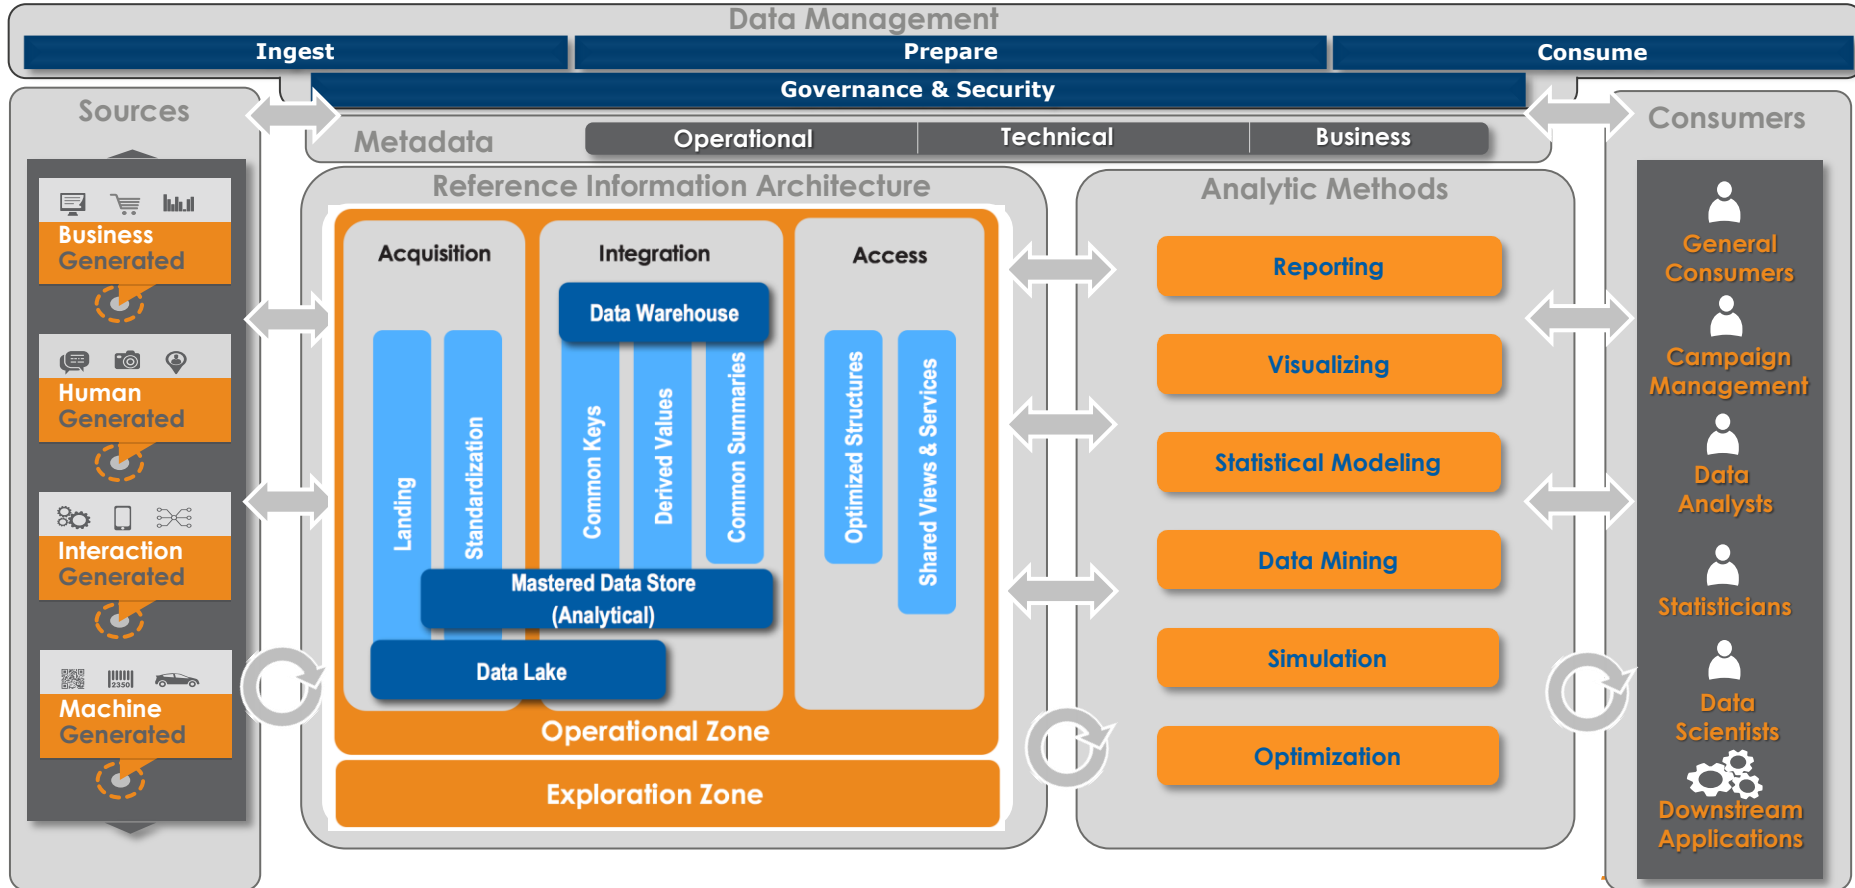 Data Management
Ingest
Prepare
Consume
Governance & Security
Sources
Metadata
Operational
Technical
Business
Consumers
Business
Generated
Human
Generated
Interaction
Generated
2350
Machine
Generated
Reference Information Architecture
Acquisition
Integration
Access
Data Warehouse
Landing
Standardization
Common Keys
Derived Values
Common Summaries
Optimized Structures
Shared Views & Services
Mastered Data Store
(Analytical)
Data Lake
Operational Zone
Exploration Zone
Analytic Methods
Reporting
Visualizing
Statistical Modeling
Data Mining
Simulation
Optimization
General
Consumers
Campaign
Management
Data
Analysts
Statisticians
Data
Scientists
Downstream
Applications